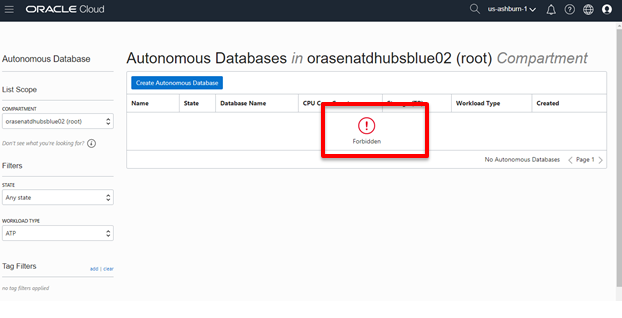 ORACLE Cloud
us-ashburn-1
Autonomous Database
List Scope
COMPARTMENT
orasenatdhubsblue02 (root)
Don't see what you're looking for?
Filters
STATE
Any state
WORKLOAD TYPE
ATP
Tag Filters
add | clear
no tag filters applied
Autonomous Databases in orasenatdhubsblue02 (root) Compartment
Create Autonomous Database
Name State Database Name CPU Workload Type Created
Forbidden
No Autonomous Databases Page 1